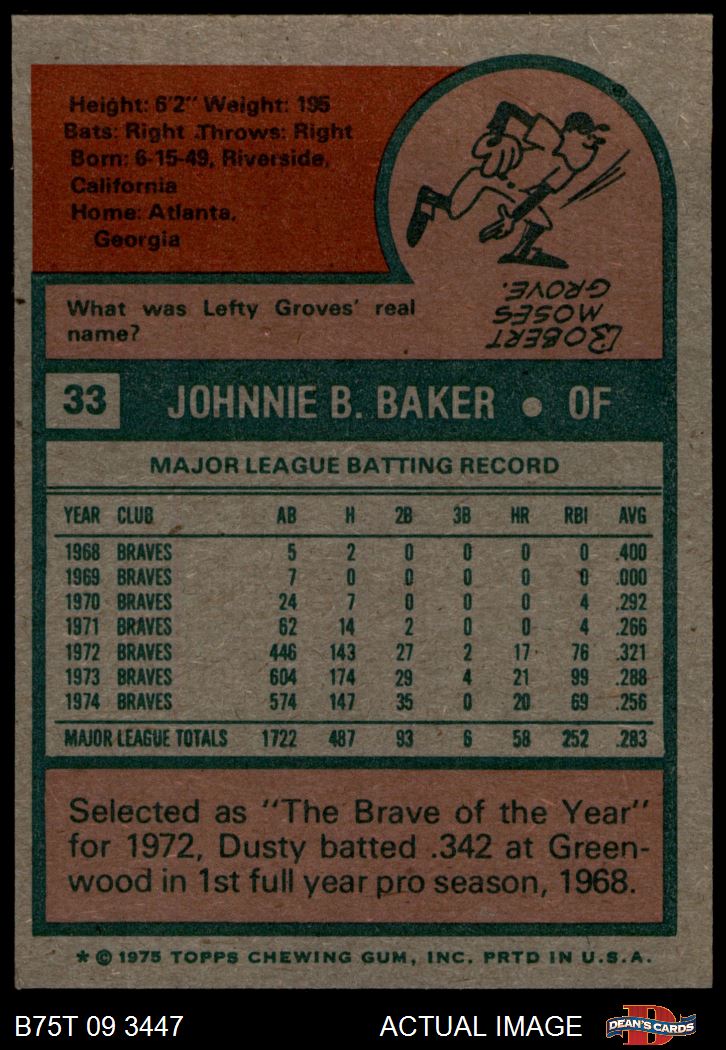 Height: 6'2" Weight: 195
Bats: Right Throws: Right
Born: 6-15-49, Riverside,
California
Home: Atlanta,
Georgia
What was Lefty Groves' real
name?
ROBERT
MOSES
GROVE.
33 JOHNNIE B. BAKER • OF
MAJOR LEAGUE BATTING RECORD
YEAR CLUB AB H 2B 3B HR RBI AVG
1968 BRAVES 5 2 0 0 0 0 .400
1969 BRAVES 7 0 0 0 0 0 .000
1970 BRAVES 24 7 0 0 0 4 .292
1971 BRAVES 62 14 2 0 0 4 .266
1972 BRAVES 446 143 27 2 17 76 .321
1973 BRAVES 604 174 29 4 21 99 .288
1974 BRAVES 574 147 35 0 20 69 .256
MAJOR LEAGUE TOTALS 1722 487 93 6 58 252 .283
Selected as "The Brave of the Year"
for 1972, Dusty batted .342 at Green-
wood in 1st full year pro season, 1968.
* © 1975 TOPPS CHEWING GUM, INC. PRTD IN U.S.A.
B75T 09 3447 ACTUAL IMAGE D DEAN'S CARDS